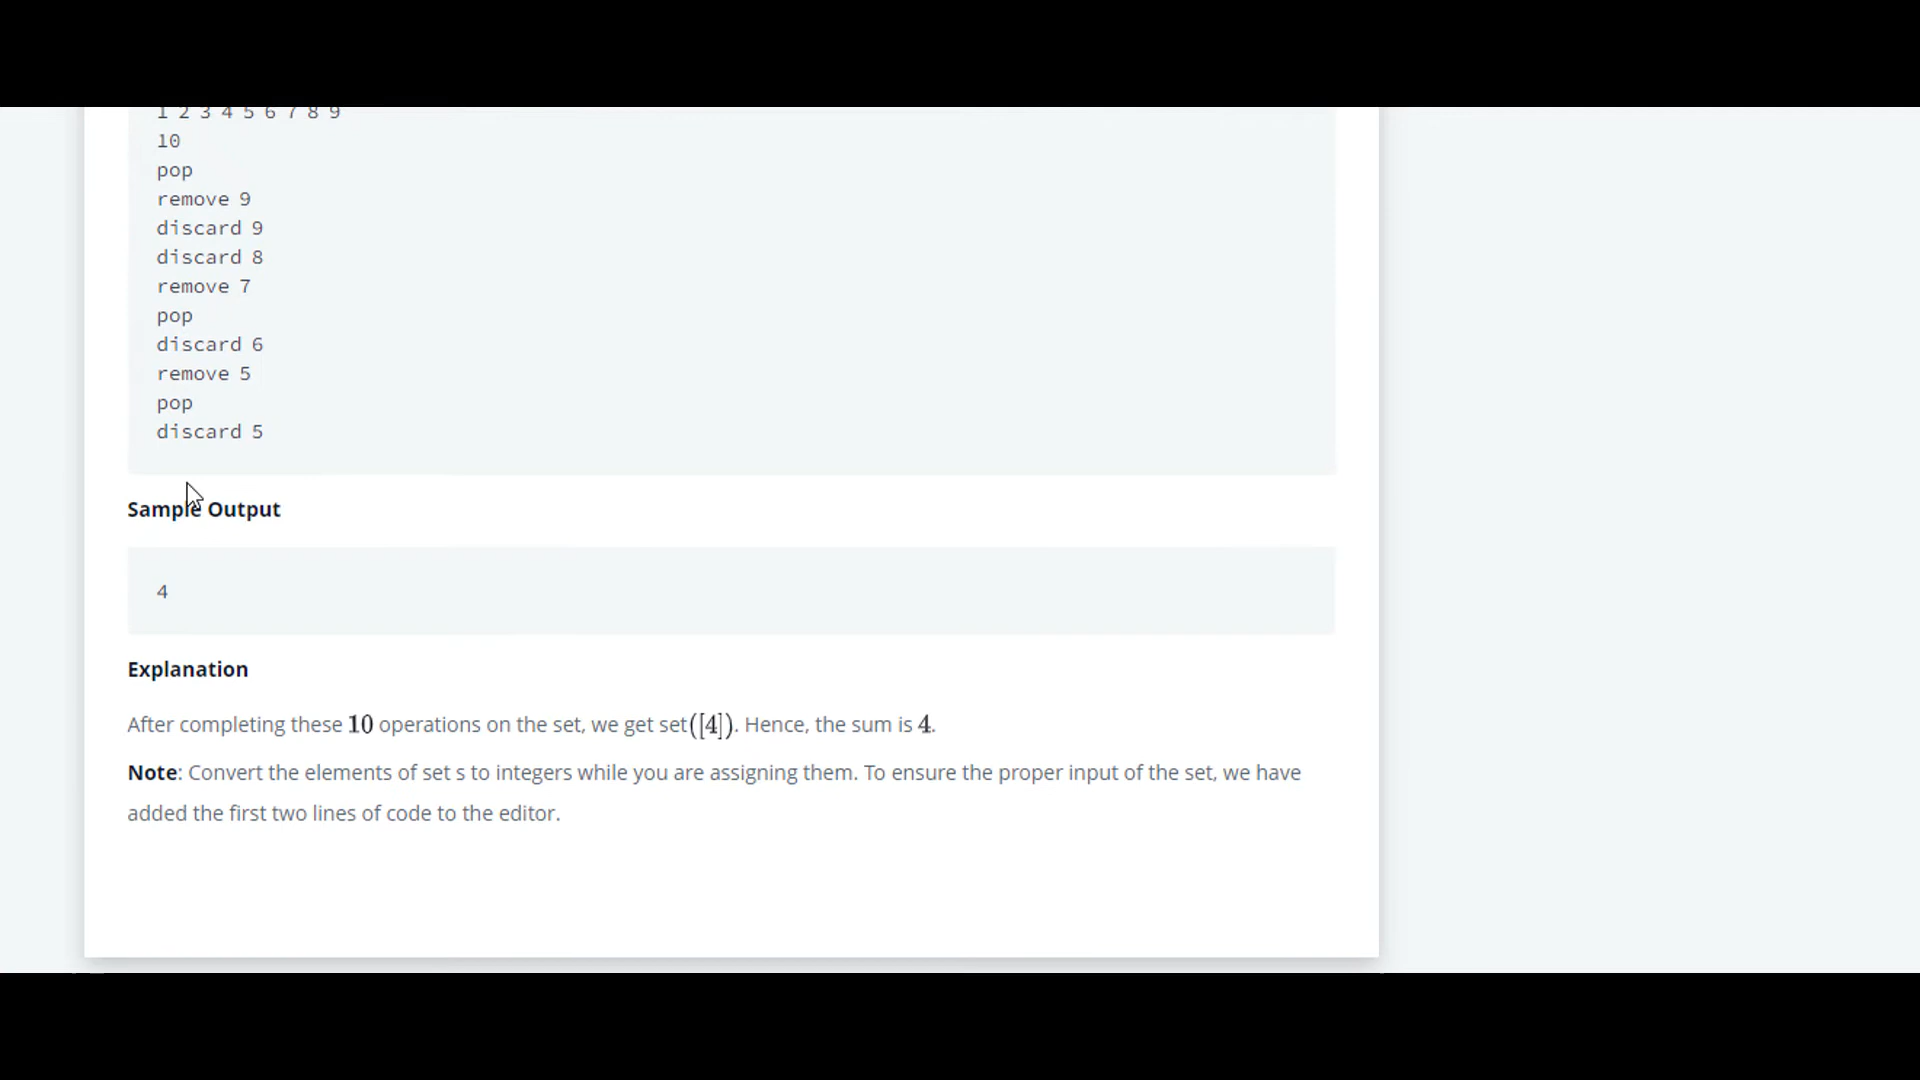 1 2 3 4 5 6 7 8 9
10
pop
remove 9
discard 9
discard 8
remove 7
pop
discard 6
remove 5
pop
discard 5
Sample Output
4
Explanation
After completing these 10 operations on the set, we get set([4]). Hence, the sum is 4.
Note: Convert the elements of set s to integers while you are assigning them. To ensure the proper input of the set, we have
added the first two lines of code to the editor.